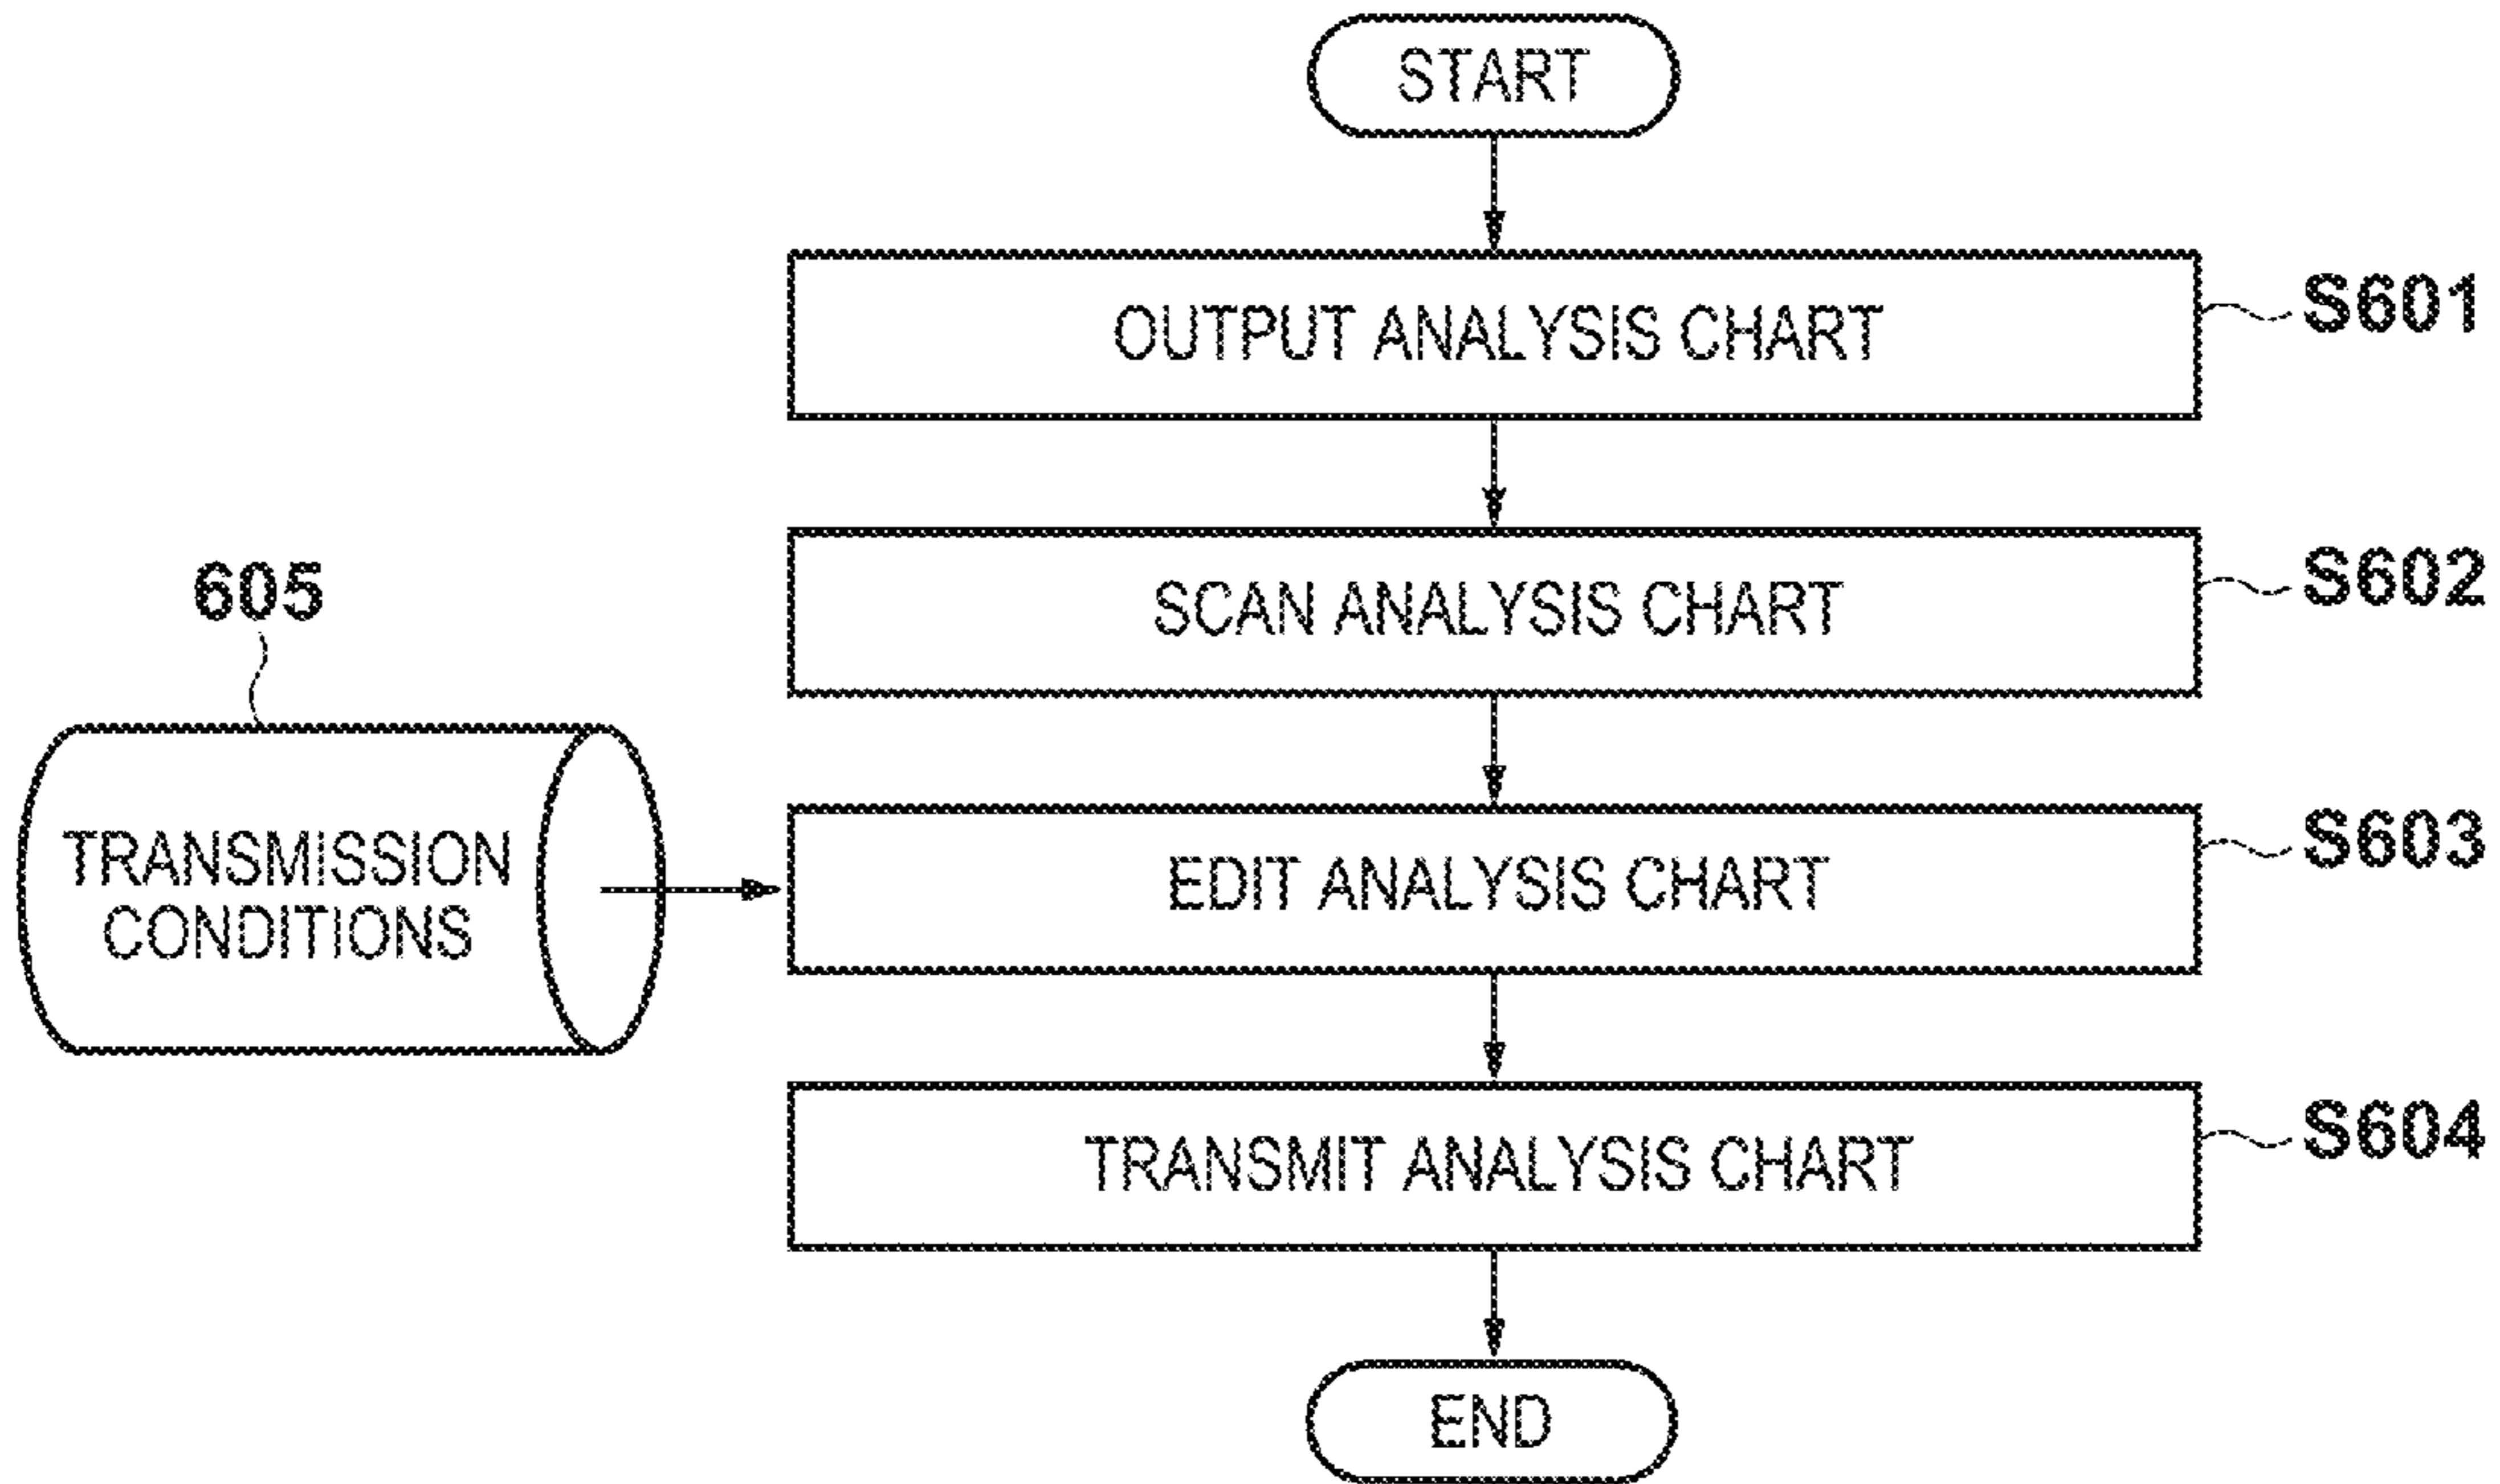 START
OUTPUT ANALYSIS CHART
S601
SCAN ANALYSIS CHART
S602
605
TRANSMISSION
CONDITIONS
EDIT ANALYSIS CHART
S603
TRANSMIT ANALYSIS CHART
S604
END